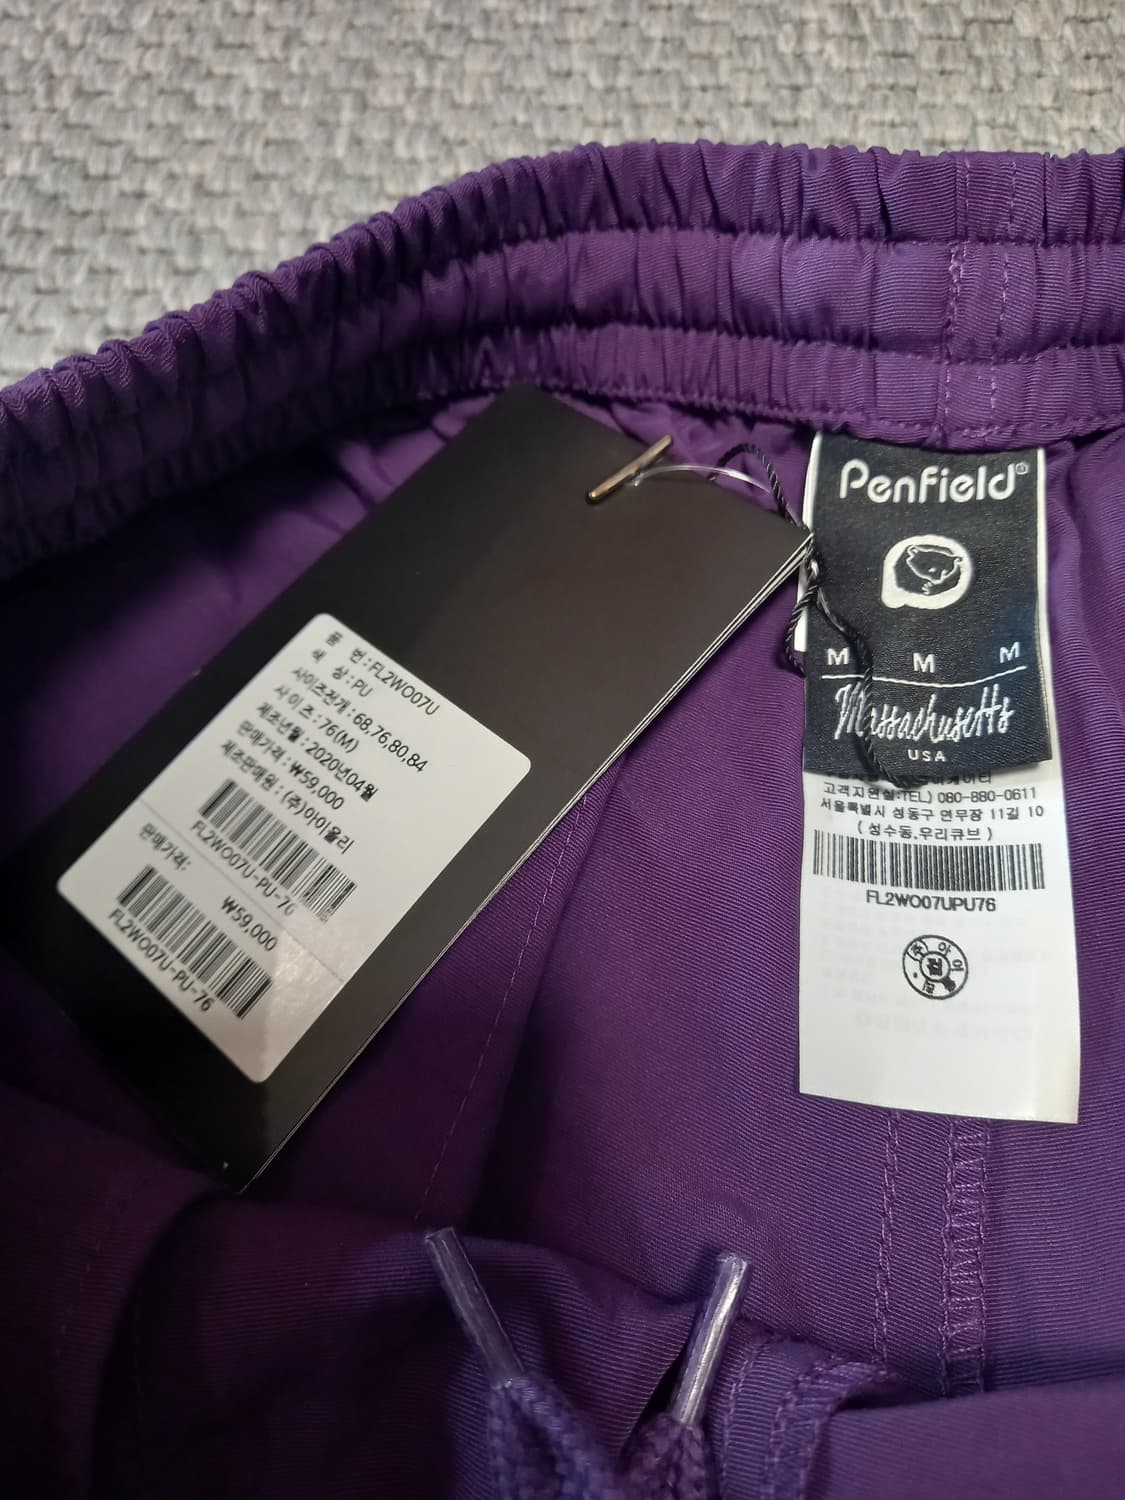 품 번 : FL2WO07U
색 상 : PU
사이즈전개 : 68,76,80,84
사 이 즈 : 76(M)
제조년월 : 2020년04월
판매가격 : ₩59,000
제조판매원 : (주)아이올리
FL2WO07U-PU-76
판매가격:
₩59,000
FL2WO07U-PU-76
Penfield®
M M M
Massachusetts
USA
고객지원실:TEL) 080-880-0611
서울특별시 성동구 연무장 11길 10
( 성수동,우리큐브 )
FL2WO07UPU76